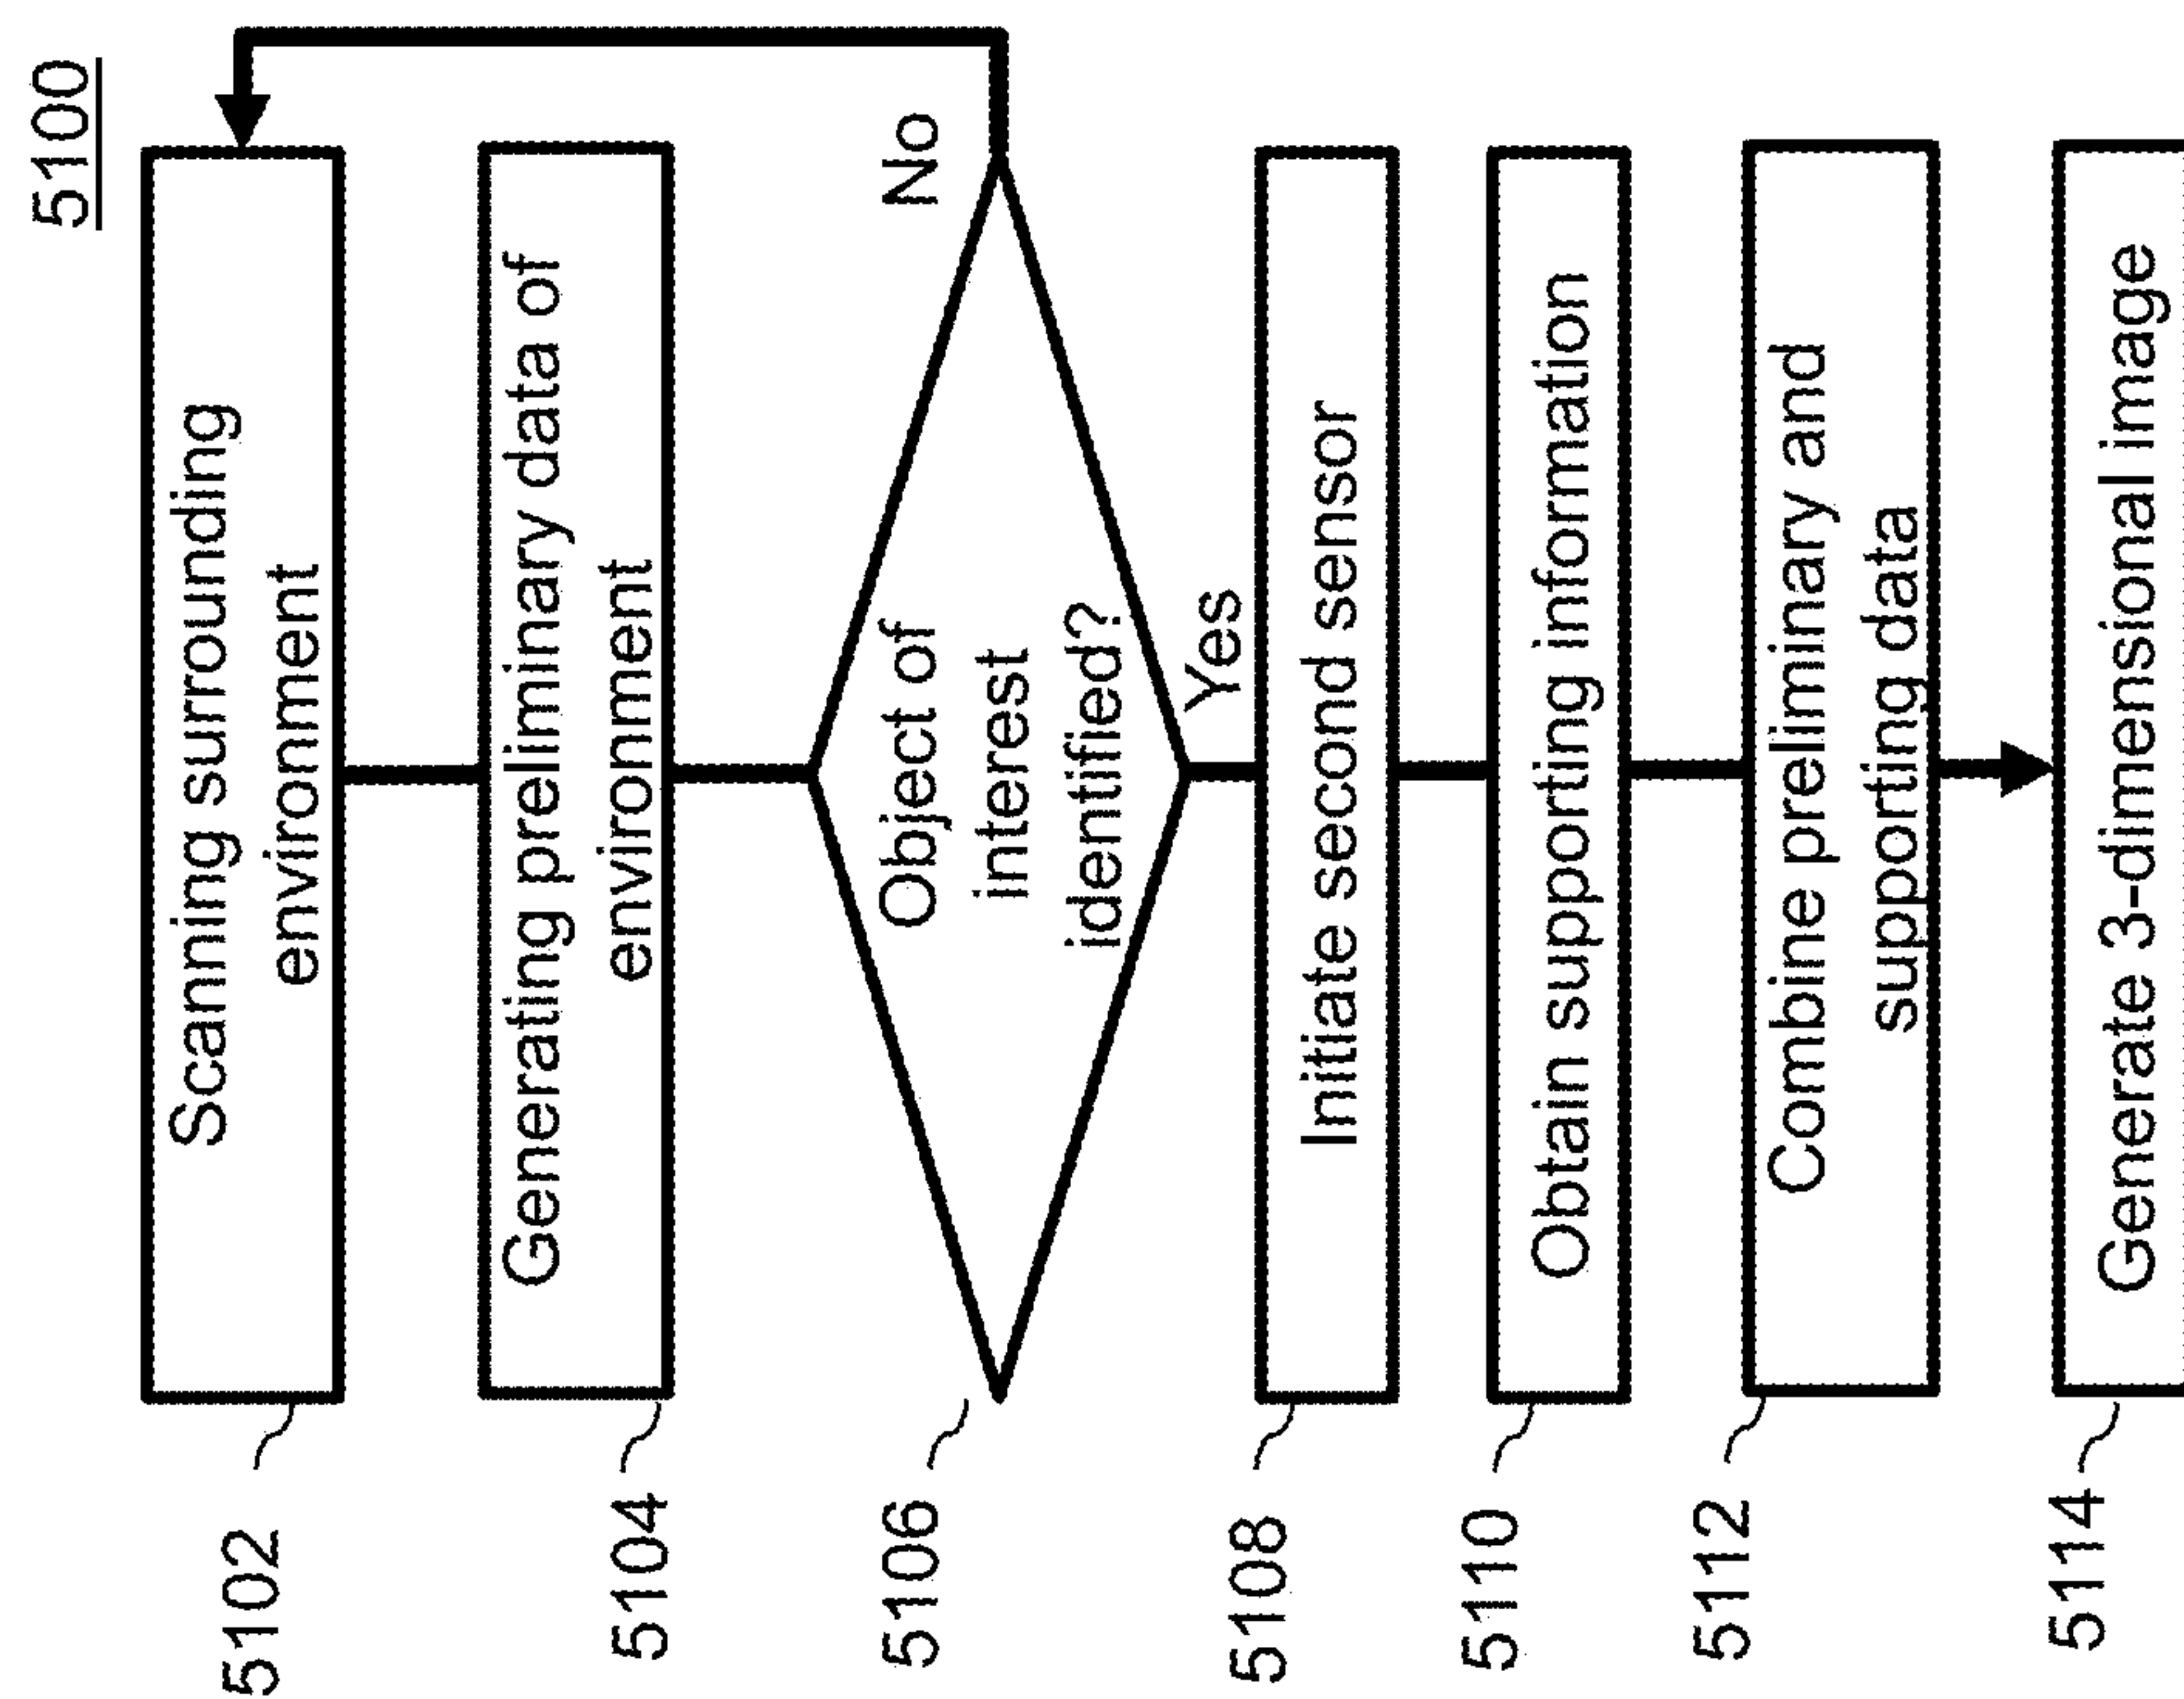 5100
5102
Scanning surrounding
environment
5104
Generating preliminary data of
environment
5106
Object of
interest
identified?
No
Yes
5108
Initiate second sensor
5110
Obtain supporting information
5112
Combine preliminary and
supporting data
5114
Generate 3-dimensional image